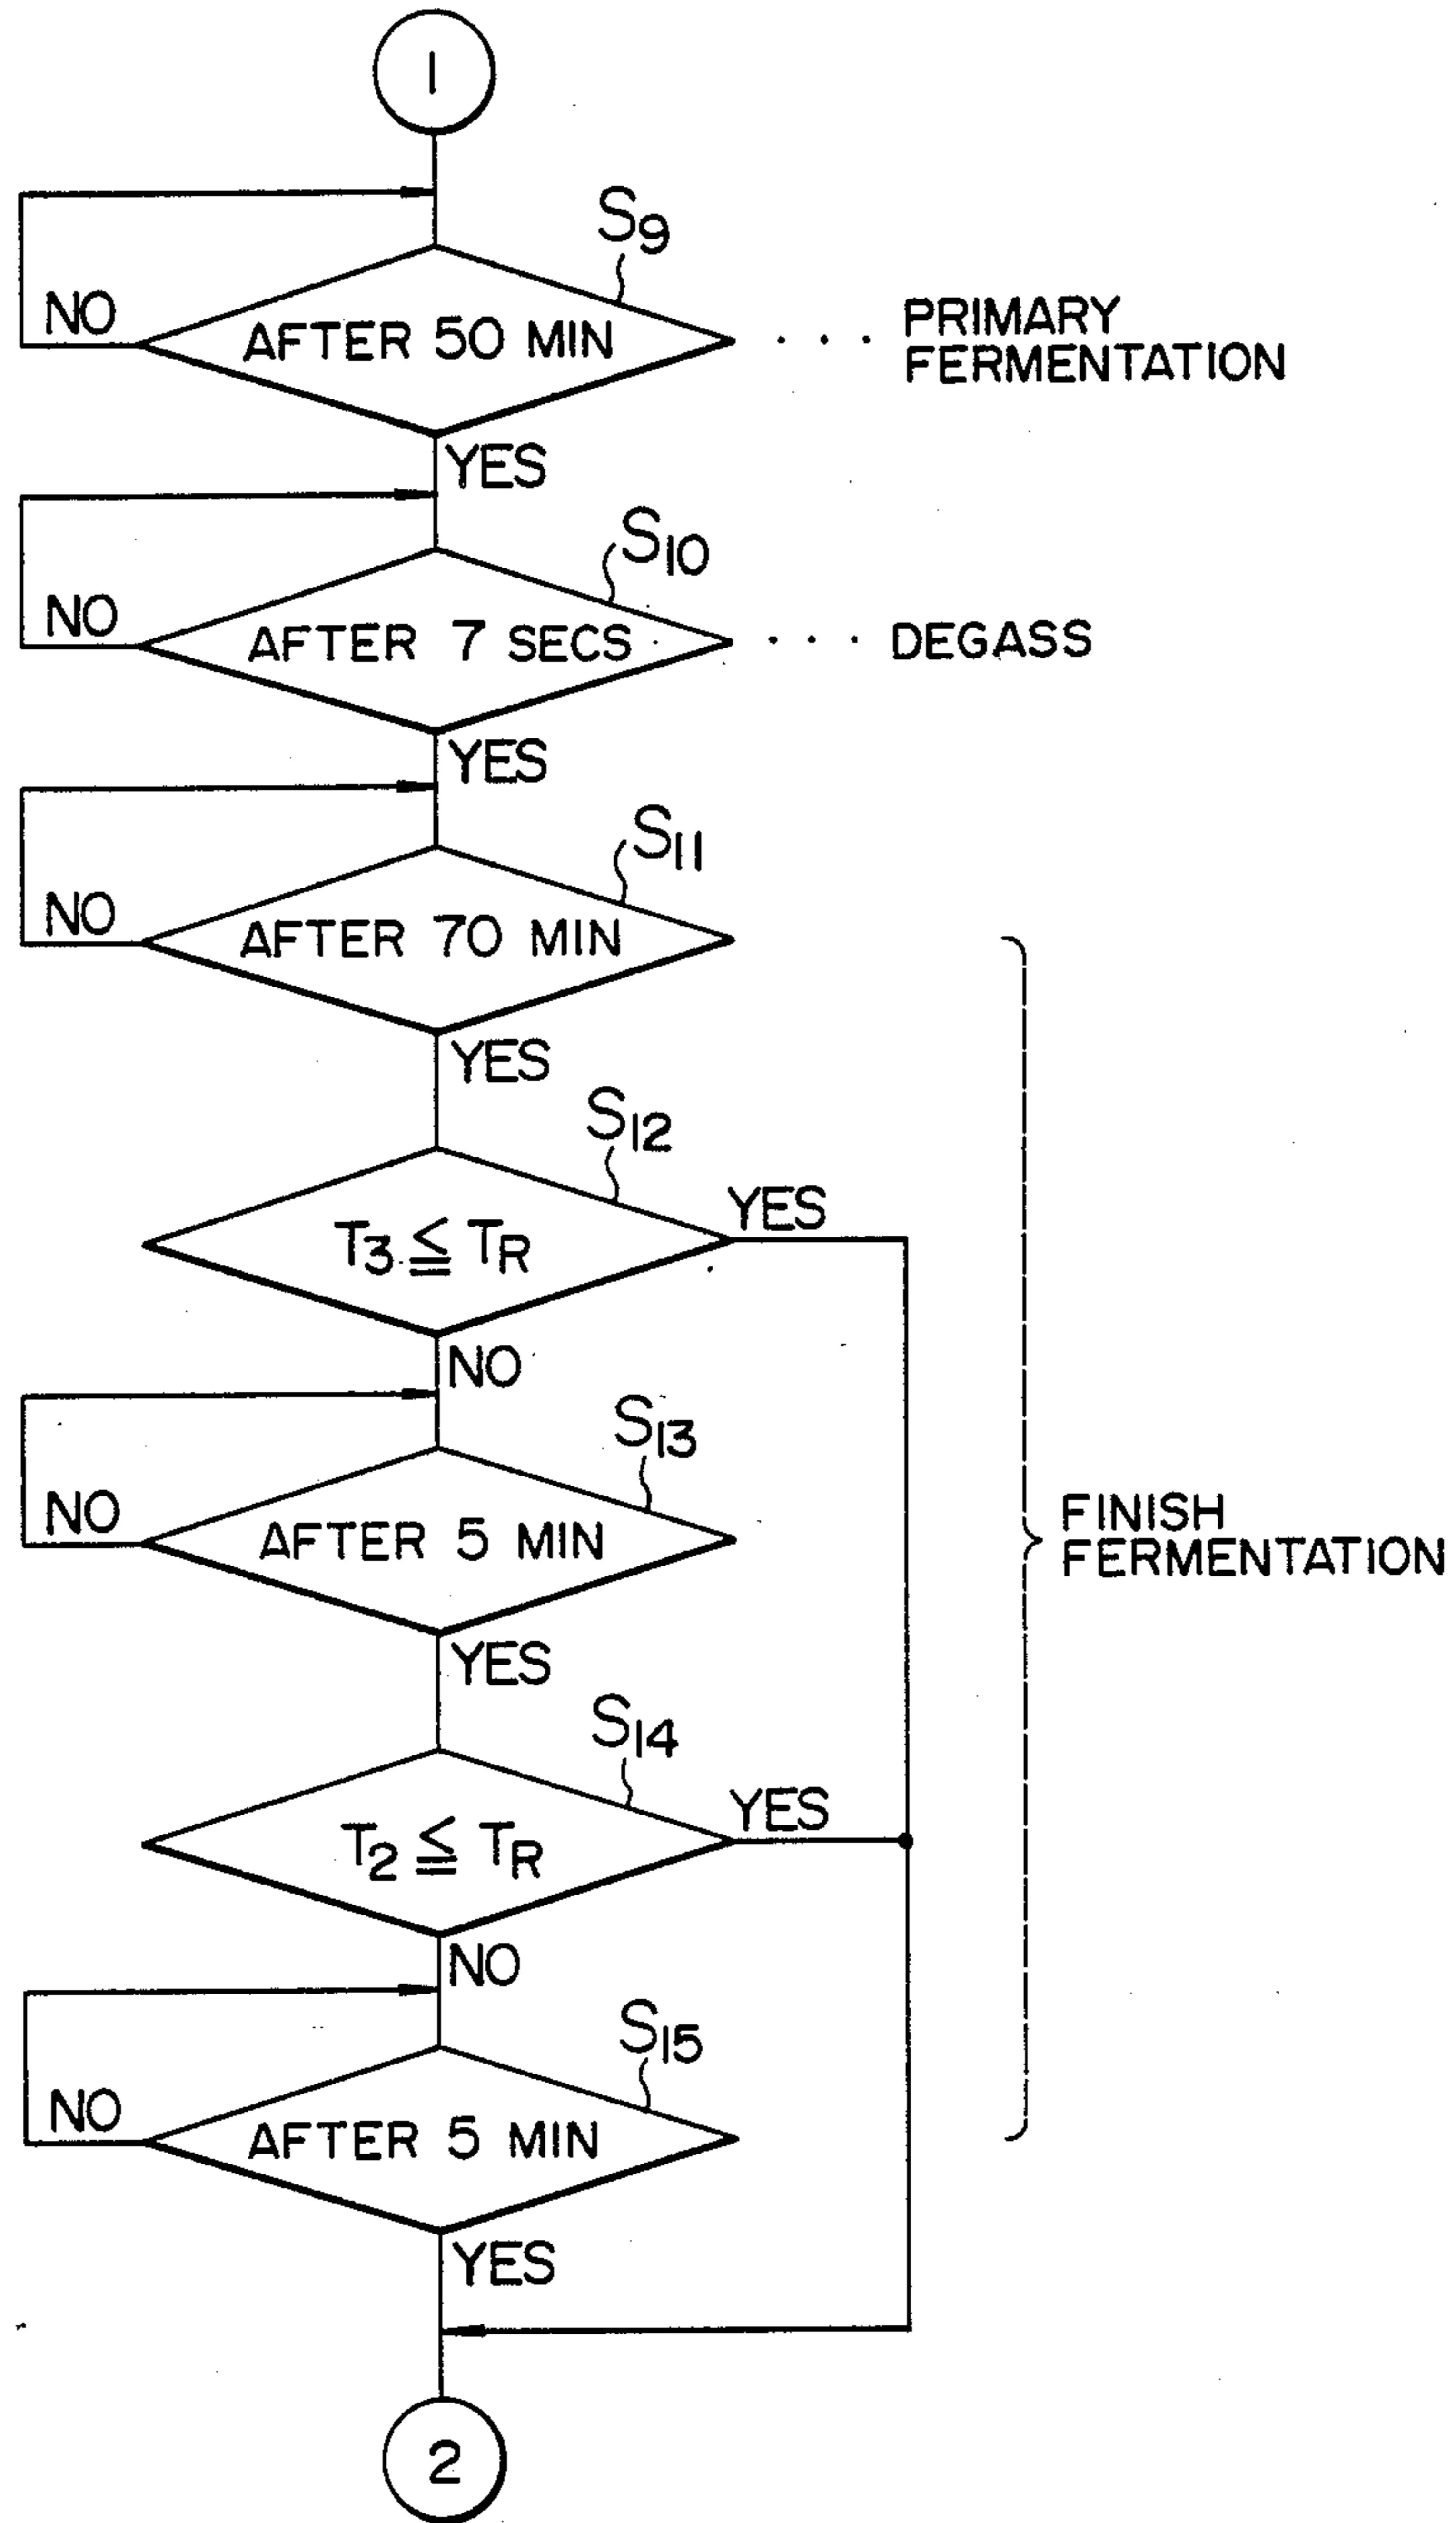 1
S9
NO
AFTER 50 MIN
PRIMARY
FERMENTATION
YES
S10
NO
AFTER 7 SECS
DEGASS
YES
S11
NO
AFTER 70 MIN
YES
S12
T3 ≦ TR
YES
NO
S13
NO
AFTER 5 MIN
FINISH
FERMENTATION
YES
S14
T2 ≦ TR
YES
NO
S15
NO
AFTER 5 MIN
YES
2